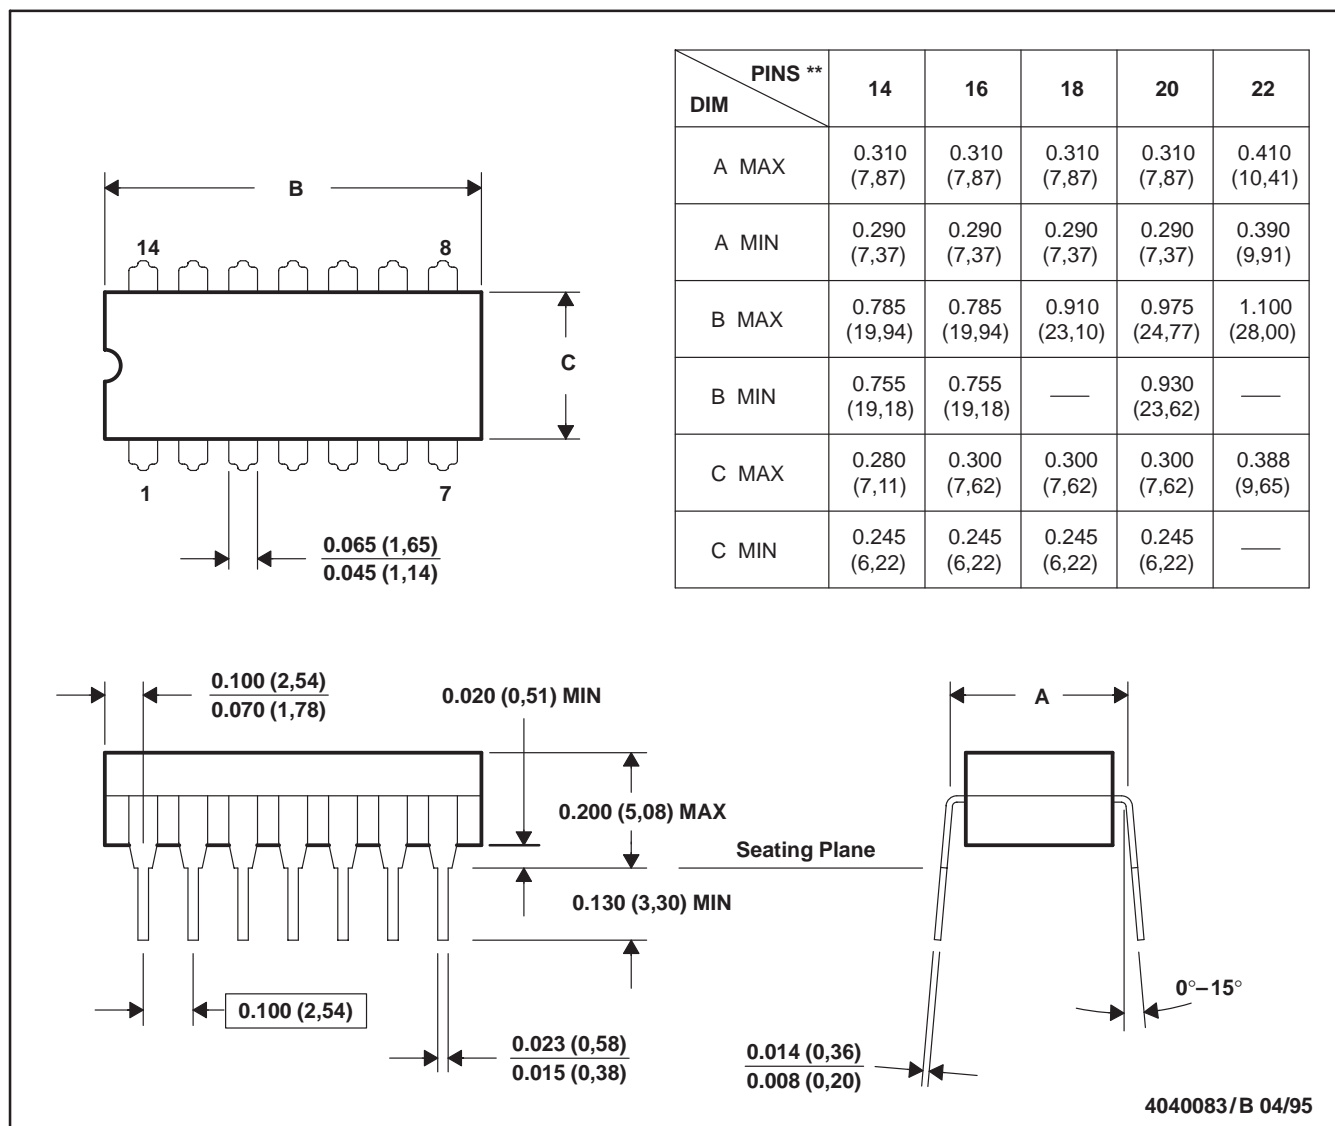 PINS **
DIM
14 16 18 20 22
A MAX
0.310 0.310 0.310 0.310 0.410
(7,87) (7,87) (7,87) (7,87) (10,41)
A MIN
0.290 0.290 0.290 0.290 0.390
(7,37) (7,37) (7,37) (7,37) (9,91)
B MAX
0.785 0.785 0.910 0.975 1.100
(19,94) (19,94) (23,10) (24,77) (28,00)
B MIN
0.755 0.755 — 0.930 —
(19,18) (19,18) (23,62)
C MAX
0.280 0.300 0.300 0.300 0.388
(7,11) (7,62) (7,62) (7,62) (9,65)
C MIN
0.245 0.245 0.245 0.245 —
(6,22) (6,22) (6,22) (6,22)
B
14 8
C
1 7
0.065 (1,65)
0.045 (1,14)
0.100 (2,54)
0.070 (1,78)
0.020 (0,51) MIN
0.200 (5,08) MAX
Seating Plane
0.130 (3,30) MIN
0.100 (2,54)
0.023 (0,58)
0.015 (0,38)
A
0°–15°
0.014 (0,36)
0.008 (0,20)
4040083/B 04/95